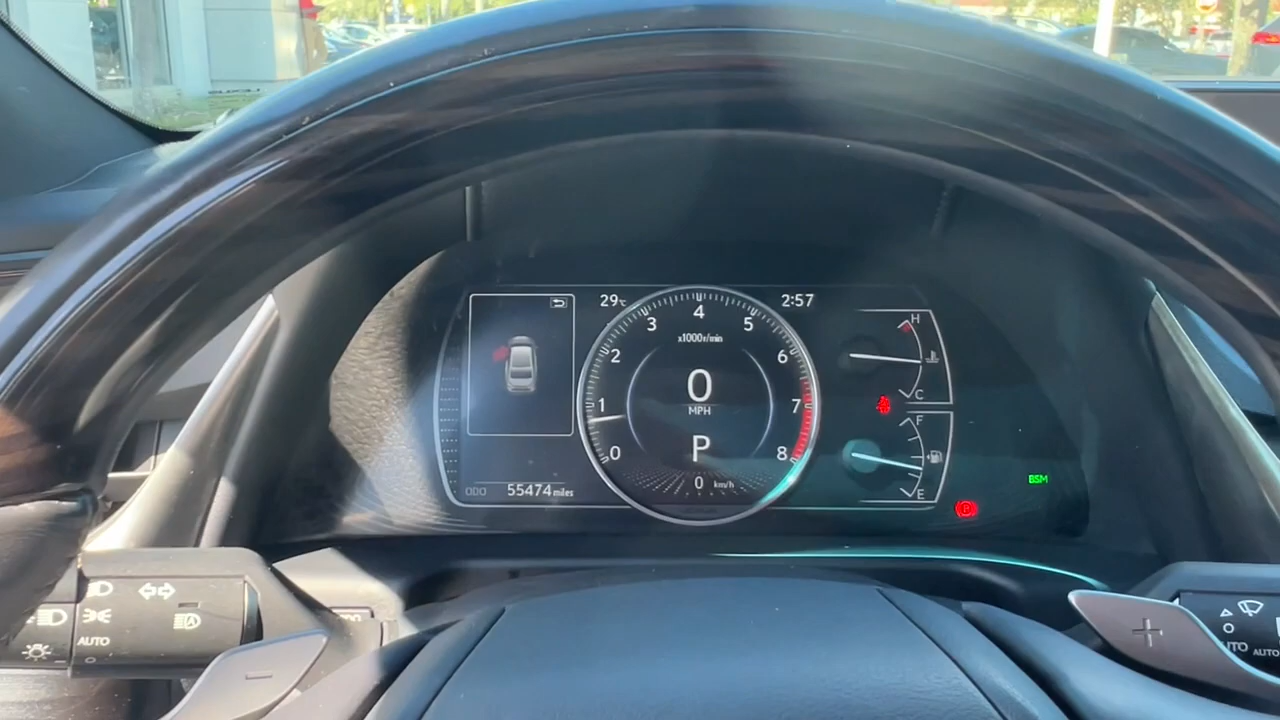 29°C
2:57
0 1 2 3 4 5 6 7 8
x1000r/min
0
MPH
P
0 km/h
ODO 55474 miles
H
C
F
E
BSM
P
AUTO
−
+
O
AUTO